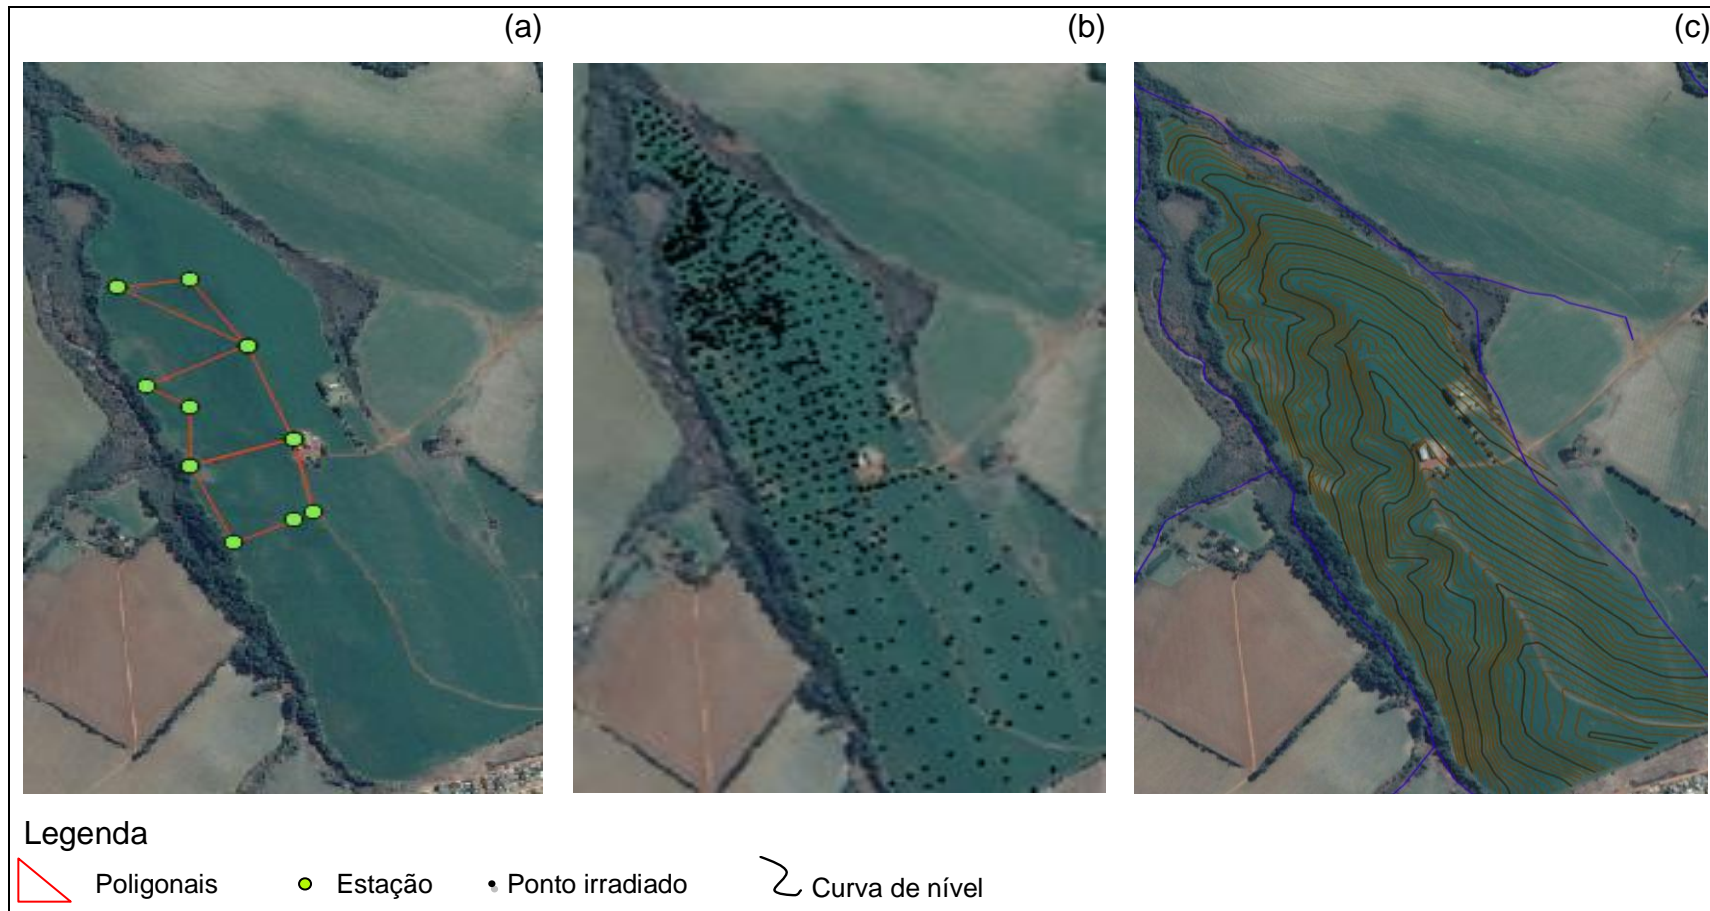 (a)
(b)
(c)
Legenda
Poligonais
Estação
Ponto irradiado
Curva de nível